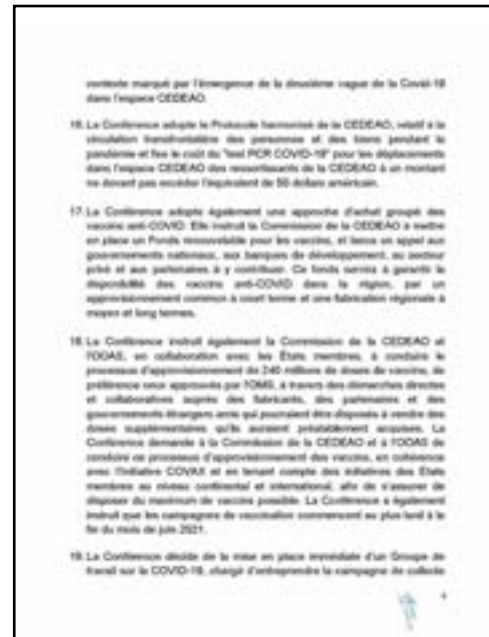 contexte marqué par l'émergence de la deuxième vague de la Covid-19
dans l'espace CEDEAO.
16. La Conférence adopte le Protocole harmonisé de la CEDEAO, relatif à la
circulation transfrontalière des personnes et des biens pendant la
pandémie et fixe le coût du "test PCR COVID-19" pour les déplacements
dans l'espace CEDEAO des ressortissants de la CEDEAO à un montant
ne devant pas excéder l'équivalent de 50 dollars américain.
17. La Conférence adopte également une approche d'achat groupé des
vaccins anti-COVID. Elle instruit la Commission de la CEDEAO à mettre
en place un Fonds renouvelable pour les vaccins, et lance un appel aux
gouvernements nationaux, aux banques de développement, au secteur
privé et aux partenaires à y contribuer. Ce fonds servira à garantir la
disponibilité des vaccins anti-COVID dans la région, par un
approvisionnement commun à court terme et une fabrication régionale à
moyen et long termes.
18. La Conférence instruit également la Commission de la CEDEAO et
l'OOAS, en collaboration avec les Etats membres, à conduire le
processus d'approvisionnement de 240 millions de doses de vaccins, de
préférence ceux approuvés par l'OMS, à travers des démarches directes
et collaboratives auprès des fabricants, des partenaires et des
gouvernements étrangers amis qui pourraient être disposés à vendre des
doses supplémentaires qu'ils auraient préalablement acquises. La
Conférence demande à la Commission de la CEDEAO et à l'OOAS de
conduire ce processus d'approvisionnement des vaccins, en cohérence
avec l'Initiative COVAX et en tenant compte des initiatives des Etats
membres au niveau continental et international, afin de s'assurer de
disposer du maximum de vaccins possible. La Conférence a également
instruit que les campagnes de vaccination commencent au plus tard à la
fin du mois de juin 2021.
19. La Conférence décide de la mise en place immédiate d'un Groupe de
travail sur la COVID-19, chargé d'entreprendre la campagne de collecte